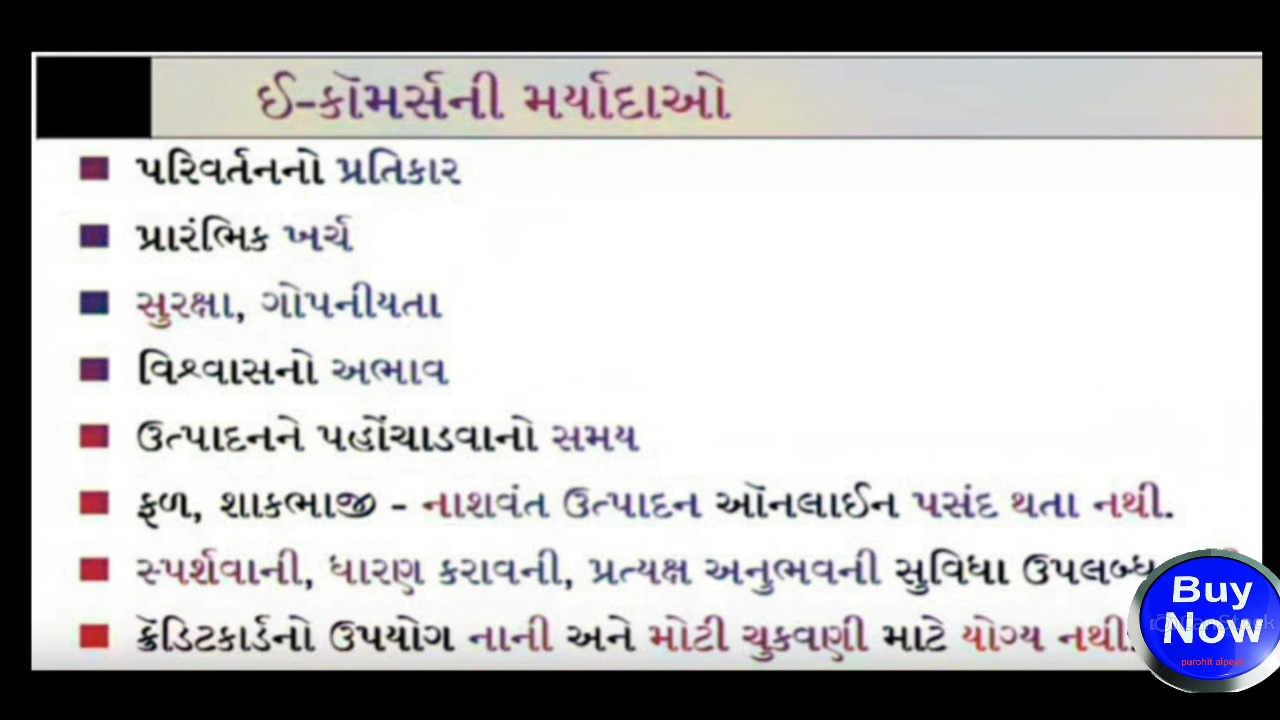 ઈ-કૉમર્સની મર્યાદાઓ
પરિવર્તનનો પ્રતિકાર
પ્રારંભિક ખર્ચ
સુરક્ષા, ગોપનીયતા
વિશ્વાસનો અભાવ
ઉત્પાદનને પહોંચાડવાનો સમય
ફળ, શાકભાજી - નાશવંત ઉત્પાદન ઑનલાઈન પસંદ થતા નથી.
સ્પર્શવાની, ધારણ કરાવની, પ્રત્યક્ષ અનુભવની સુવિધા ઉપલબ્ધ
ક્રૅડિટકાર્ડનો ઉપયોગ નાની અને મોટી ચુકવણી માટે યોગ્ય નથી.
Buy
Now
purohit alpesh